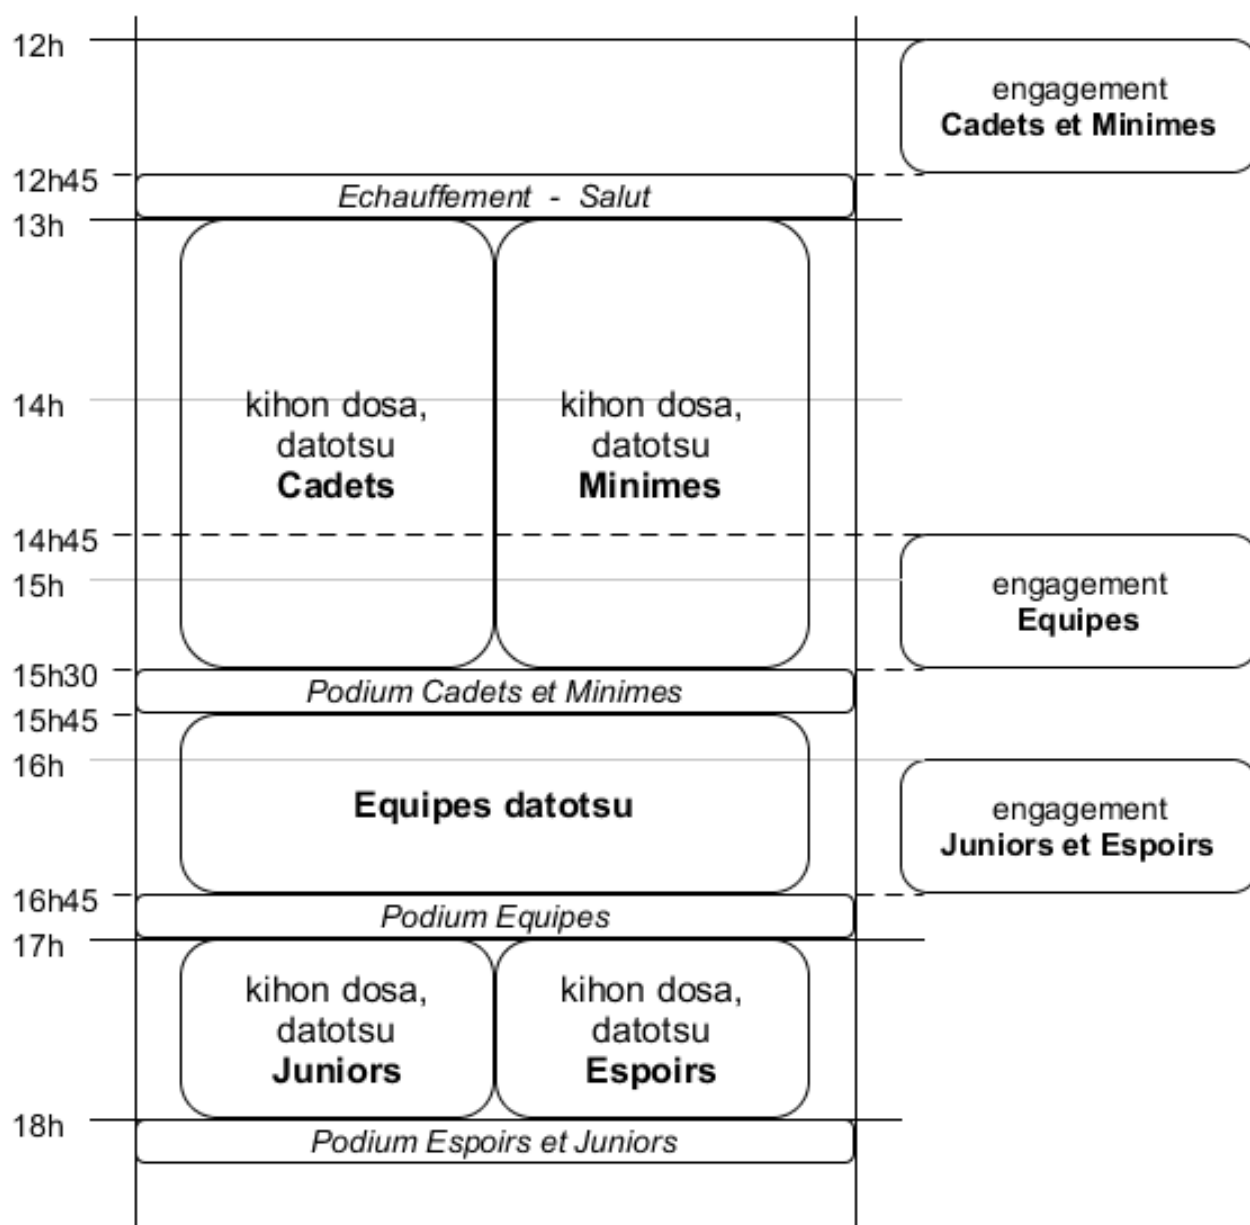 12h
engagement
Cadets et Minimes
12h45
Echauffement - Salut
13h
kihon dosa,
datotsu
Cadets
kihon dosa,
datotsu
Minimes
14h
14h45
15h
engagement
Equipes
15h30
Podium Cadets et Minimes
15h45
16h
Equipes datotsu
engagement
Juniors et Espoirs
16h45
Podium Equipes
17h
kihon dosa,
datotsu
Juniors
kihon dosa,
datotsu
Espoirs
18h
Podium Espoirs et Juniors